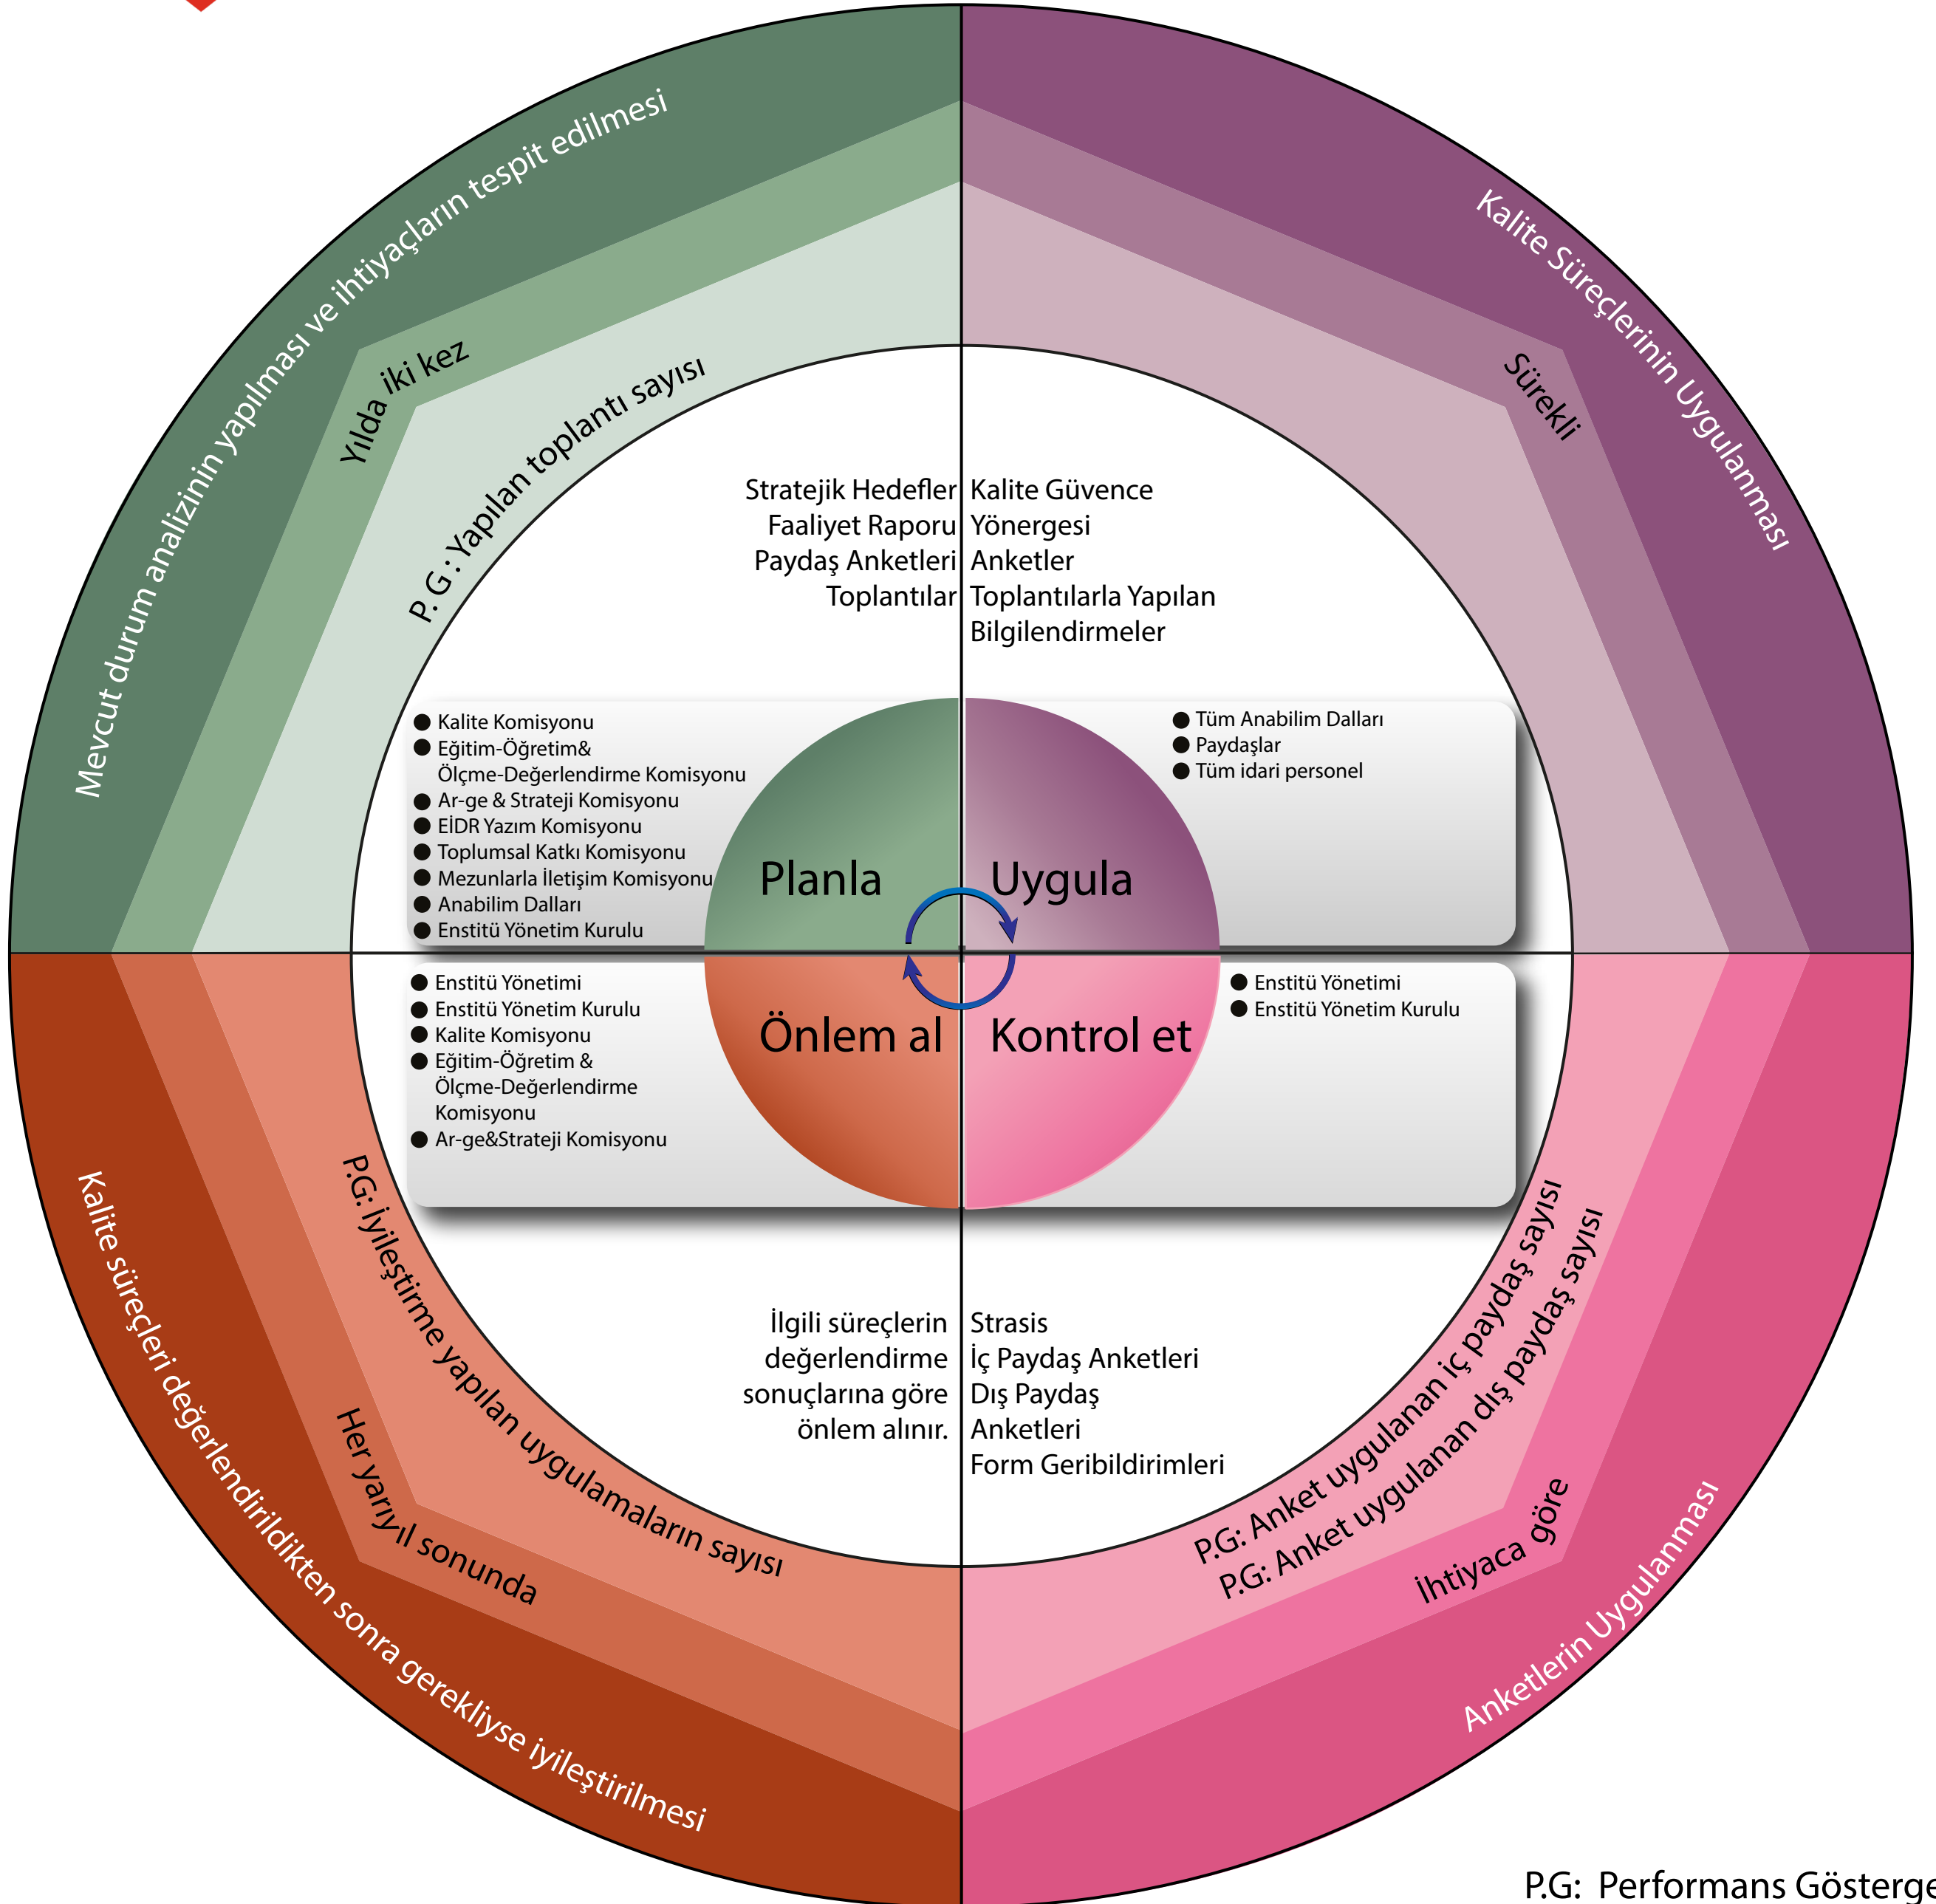 Mevcut durum analizinin yapılması ve ihtiyaçların tespit edilmesi
Yılda iki kez
P. G : Yapılan toplantı sayısı
Stratejik Hedefler
Faaliyet Raporu
Paydaş Anketleri
Toplantılar
● Kalite Komisyonu
● Eğitim-Öğretim&
Ölçme-Değerlendirme Komisyonu
● Ar-ge & Strateji Komisyonu
● EİDR Yazım Komisyonu
● Toplumsal Katkı Komisyonu
● Mezunlarla İletişim Komisyonu
● Anabilim Dalları
● Enstitü Yönetim Kurulu
Planla
Kalite Süreçlerinin Uygulanması
Sürekli
Kalite Güvence
Yönergesi
Anketler
Toplantılarla Yapılan
Bilgilendirmeler
● Tüm Anabilim Dalları
● Paydaşlar
● Tüm idari personel
Uygula
Kontrol et
● Enstitü Yönetimi
● Enstitü Yönetim Kurulu
Strasis
İç Paydaş Anketleri
Dış Paydaş
Anketleri
Form Geribildirimleri
P.G: Anket uygulanan iç paydaş sayısı
P.G: Anket uygulanan dış paydaş sayısı
İhtiyaca göre
Anketlerin Uygulanması
Önlem al
● Enstitü Yönetimi
● Enstitü Yönetim Kurulu
● Kalite Komisyonu
● Eğitim-Öğretim &
Ölçme-Değerlendirme
Komisyonu
● Ar-ge&Strateji Komisyonu
İlgili süreçlerin
değerlendirme
sonuçlarına göre
önlem alınır.
P.G: İyileştirme yapılan uygulamaların sayısı
Her yarıyıl sonunda
Kalite süreçleri değerlendirildikten sonra gerekliyse iyileştirilmesi
P.G: Performans Gösterge